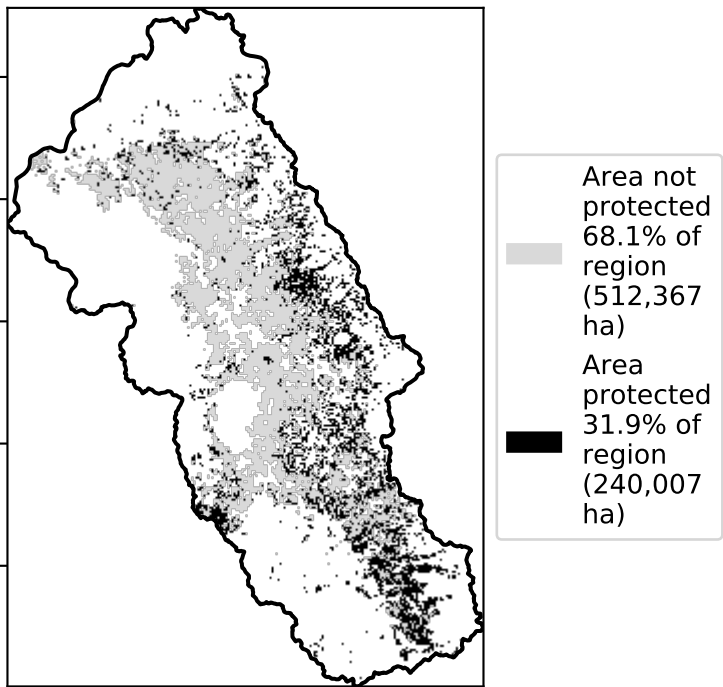 Area not
protected
68.1% of
region
(512,367
ha)
Area
protected
31.9% of
region
(240,007
ha)